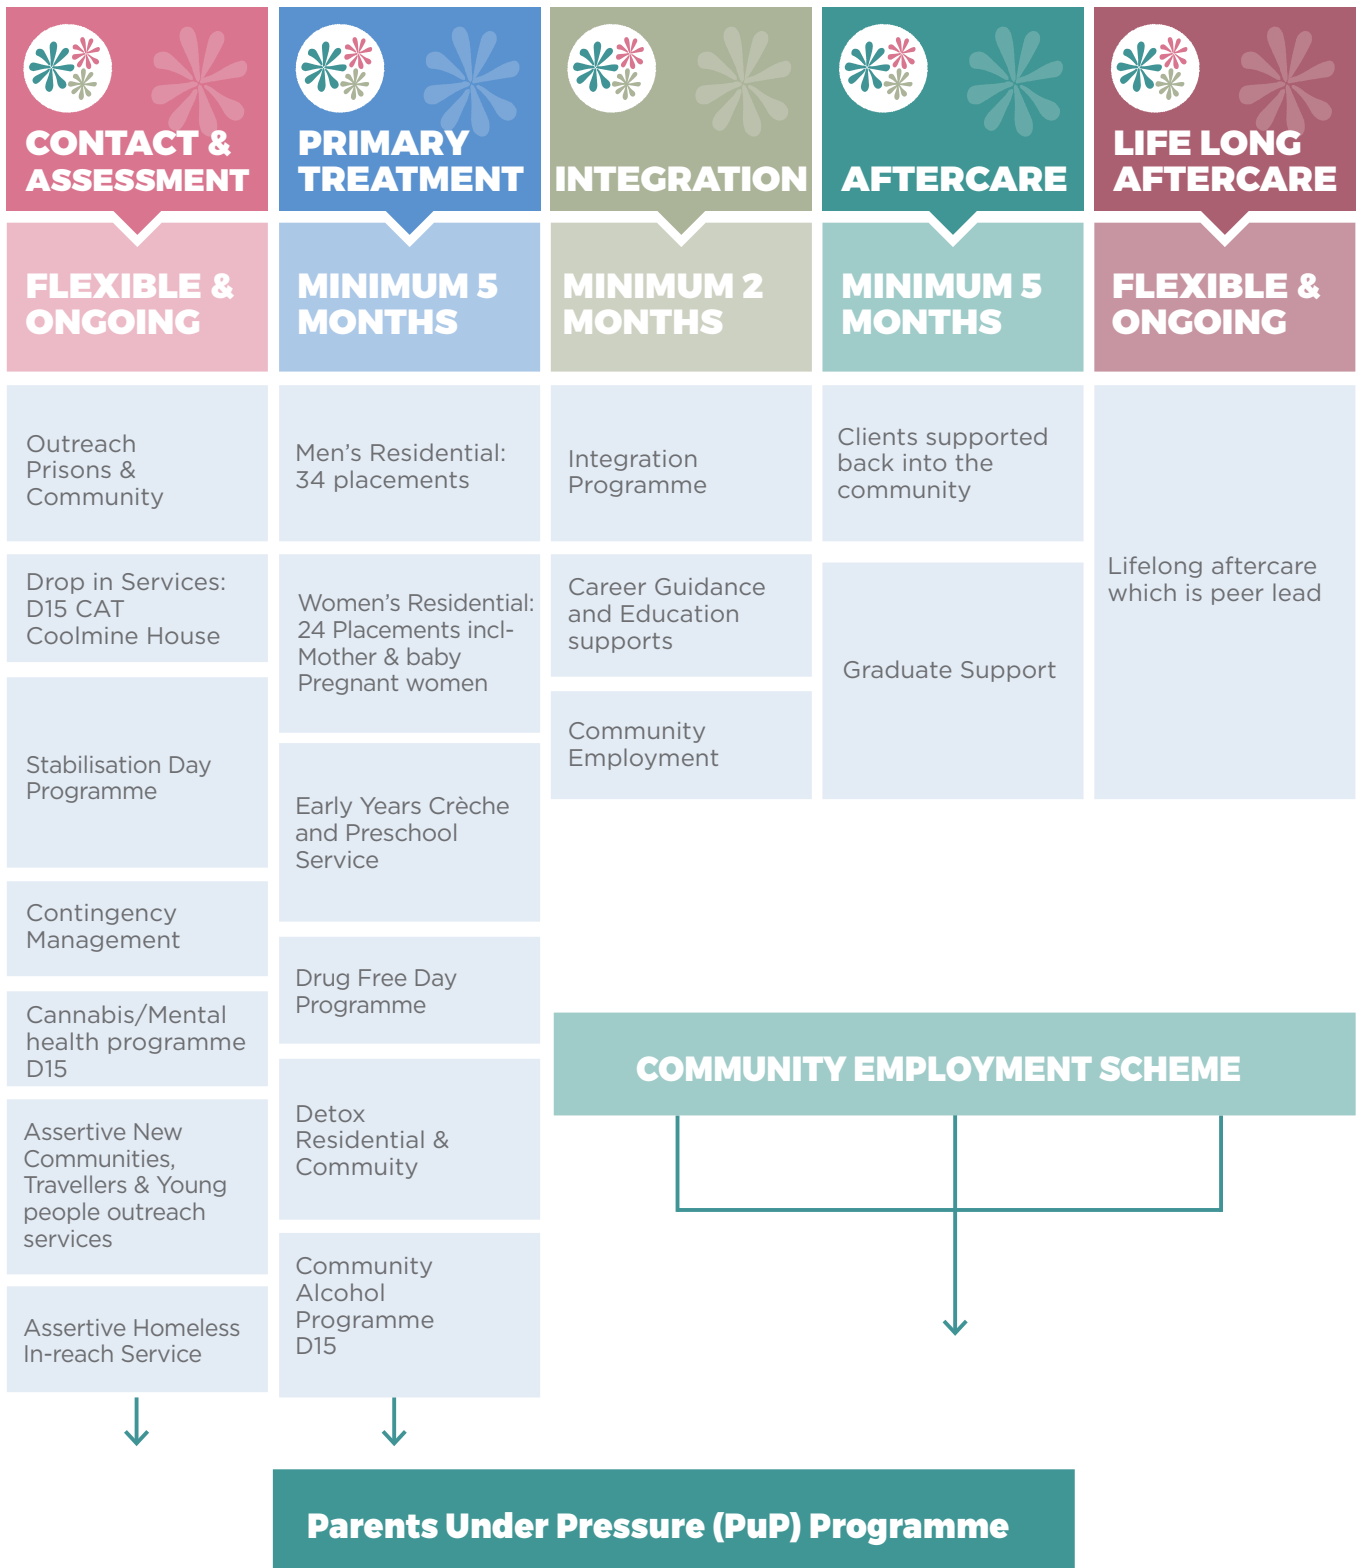 CONTACT &
ASSESSMENT
FLEXIBLE &
ONGOING
Outreach
Prisons &
Community
Drop in Services:
D15 CAT
Coolmine House
Stabilisation Day
Programme
Contingency
Management
Cannabis/Mental
health programme
D15
Assertive New
Communities,
Travellers & Young
people outreach
services
Assertive Homeless
In-reach Service
PRIMARY
TREATMENT
MINIMUM 5
MONTHS
Men’s Residential:
34 placements
Women’s Residential:
24 Placements incl-
Mother & baby
Pregnant women
Early Years Crèche
and Preschool
Service
Drug Free Day
Programme
Detox
Residential &
Commuity
Community
Alcohol
Programme
D15
INTEGRATION
MINIMUM 2
MONTHS
Integration
Programme
Career Guidance
and Education
supports
Community
Employment
AFTERCARE
MINIMUM 5
MONTHS
Clients supported
back into the
community
Graduate Support
LIFE LONG
AFTERCARE
FLEXIBLE &
ONGOING
Lifelong aftercare
which is peer lead
COMMUNITY EMPLOYMENT SCHEME
Parents Under Pressure (PuP) Programme